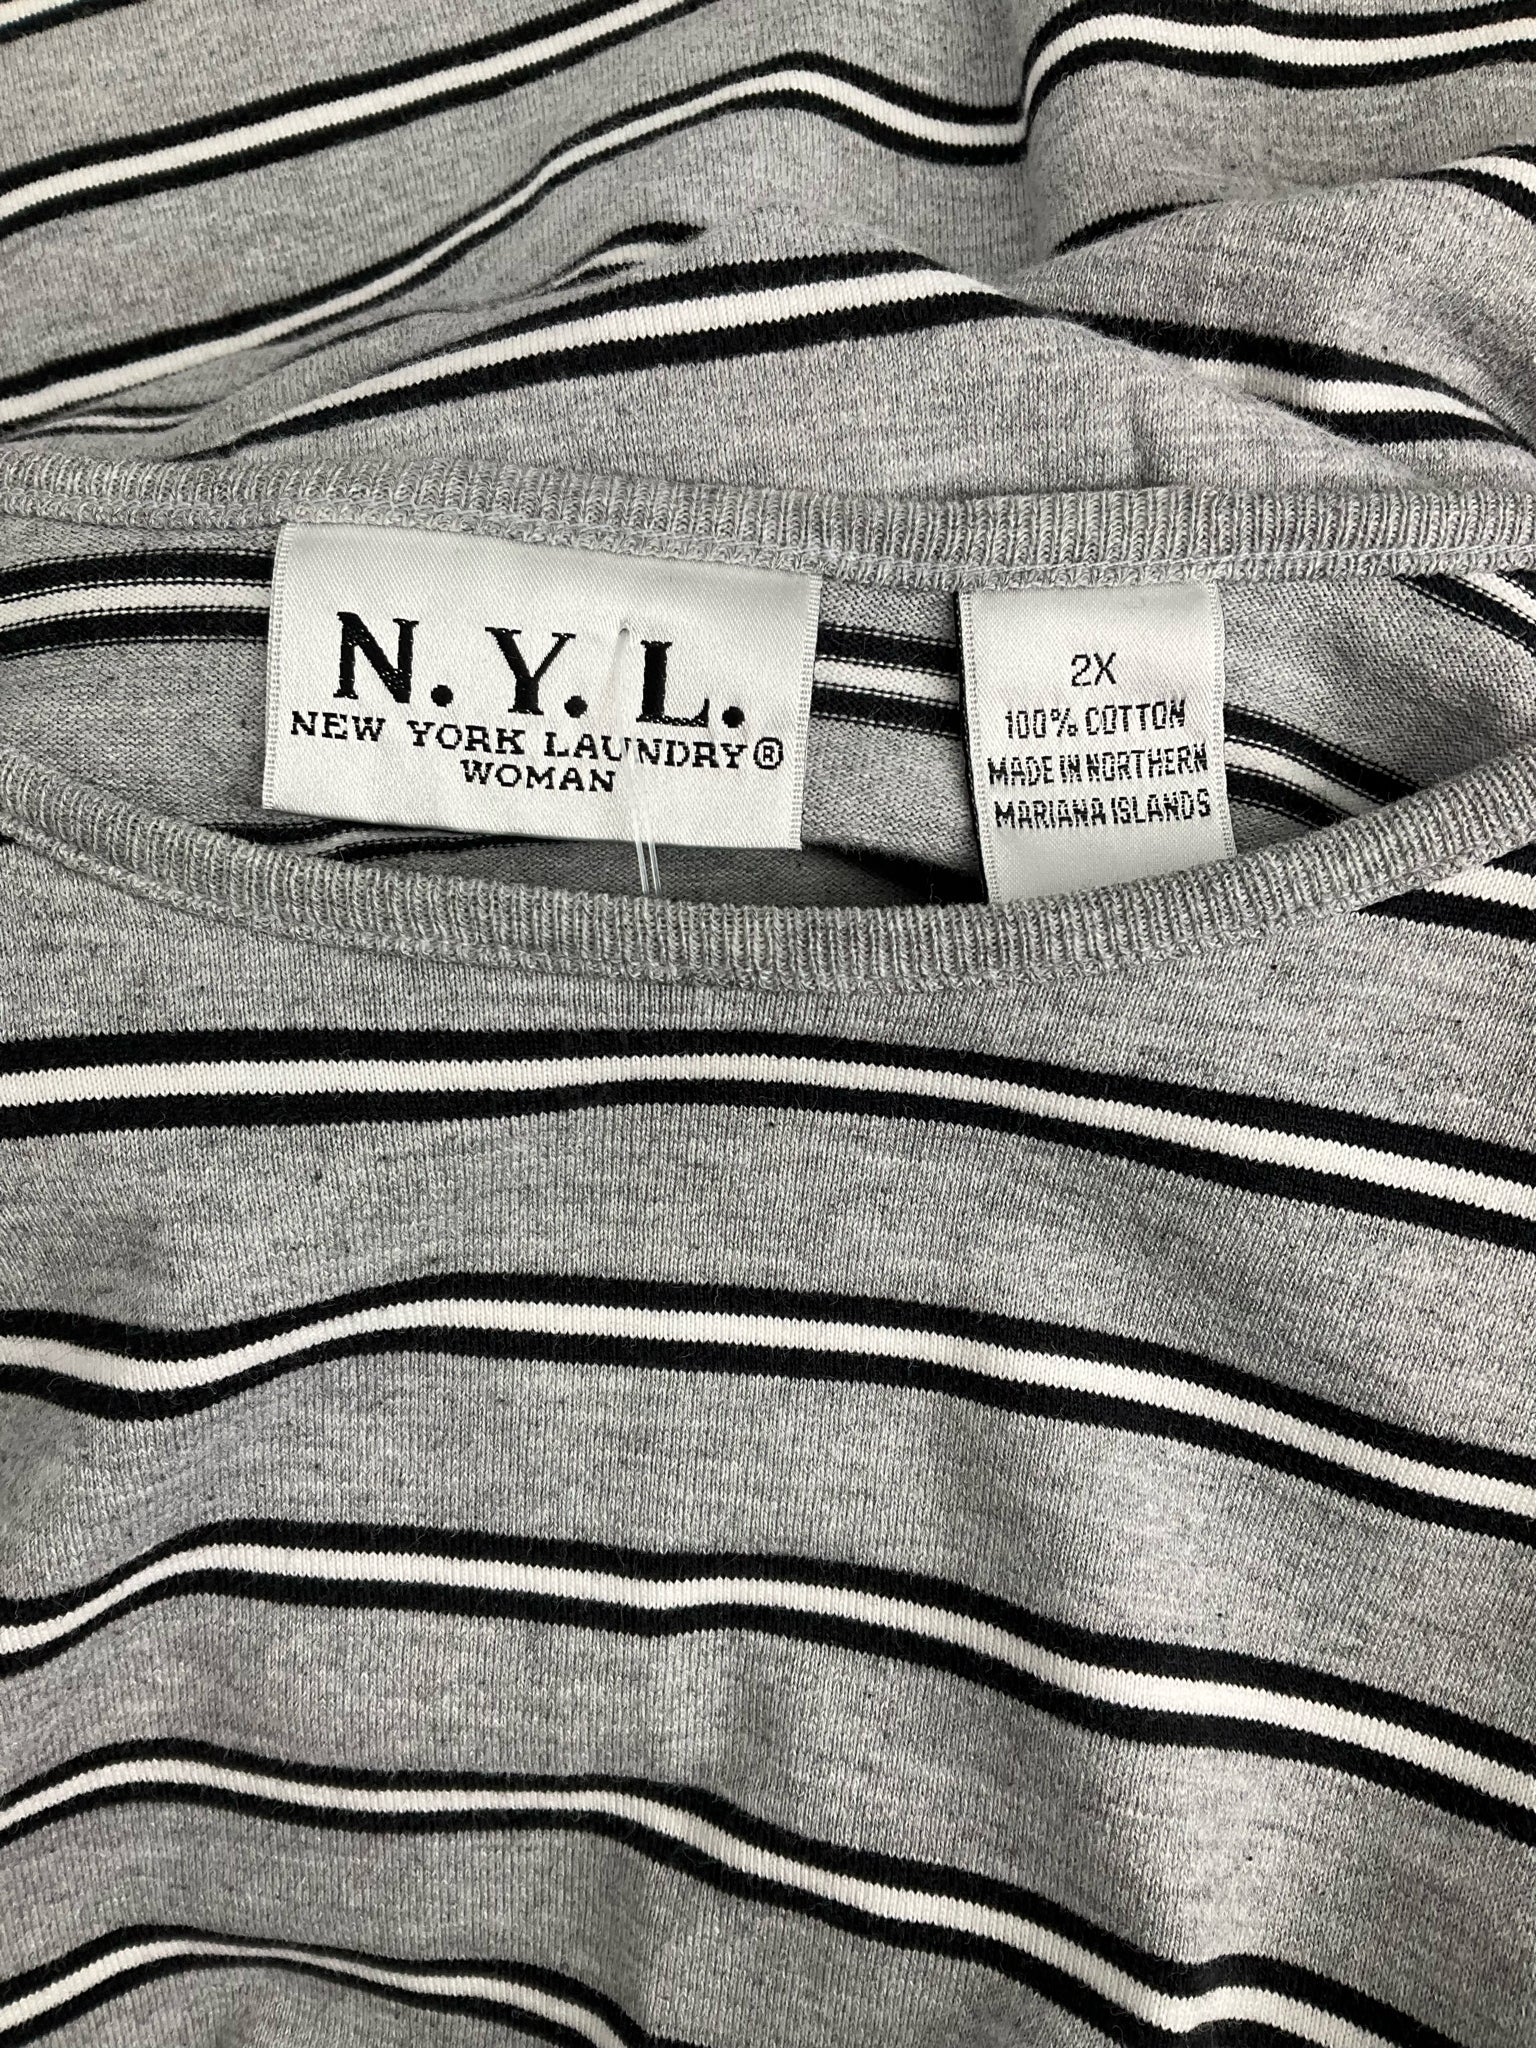 N.Y.L.
NEW YORK LAUNDRY®
WOMAN
2X
100% COTTON
MADE IN NORTHERN
MARIANA ISLANDS